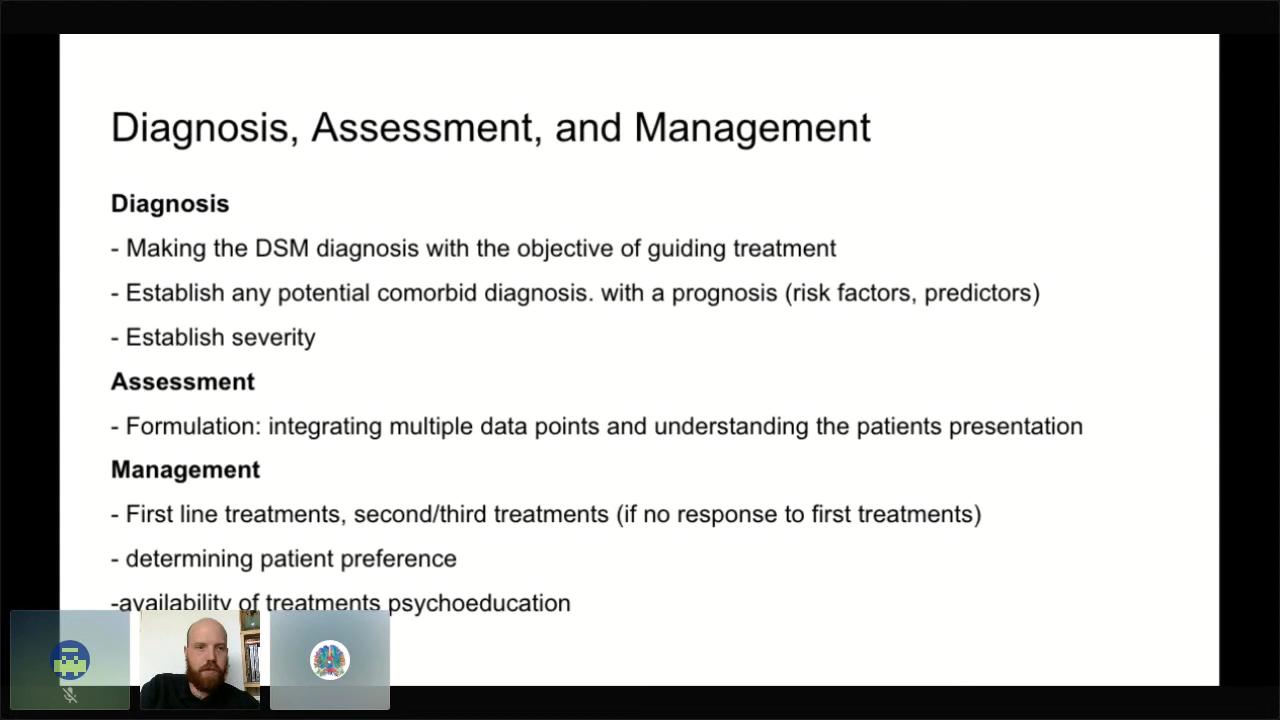 Diagnosis, Assessment, and Management
Diagnosis
- Making the DSM diagnosis with the objective of guiding treatment
- Establish any potential comorbid diagnosis. with a prognosis (risk factors, predictors)
- Establish severity
Assessment
- Formulation: integrating multiple data points and understanding the patients presentation
Management
- First line treatments, second/third treatments (if no response to first treatments)
- determining patient preference
-availability of treatments psychoeducation